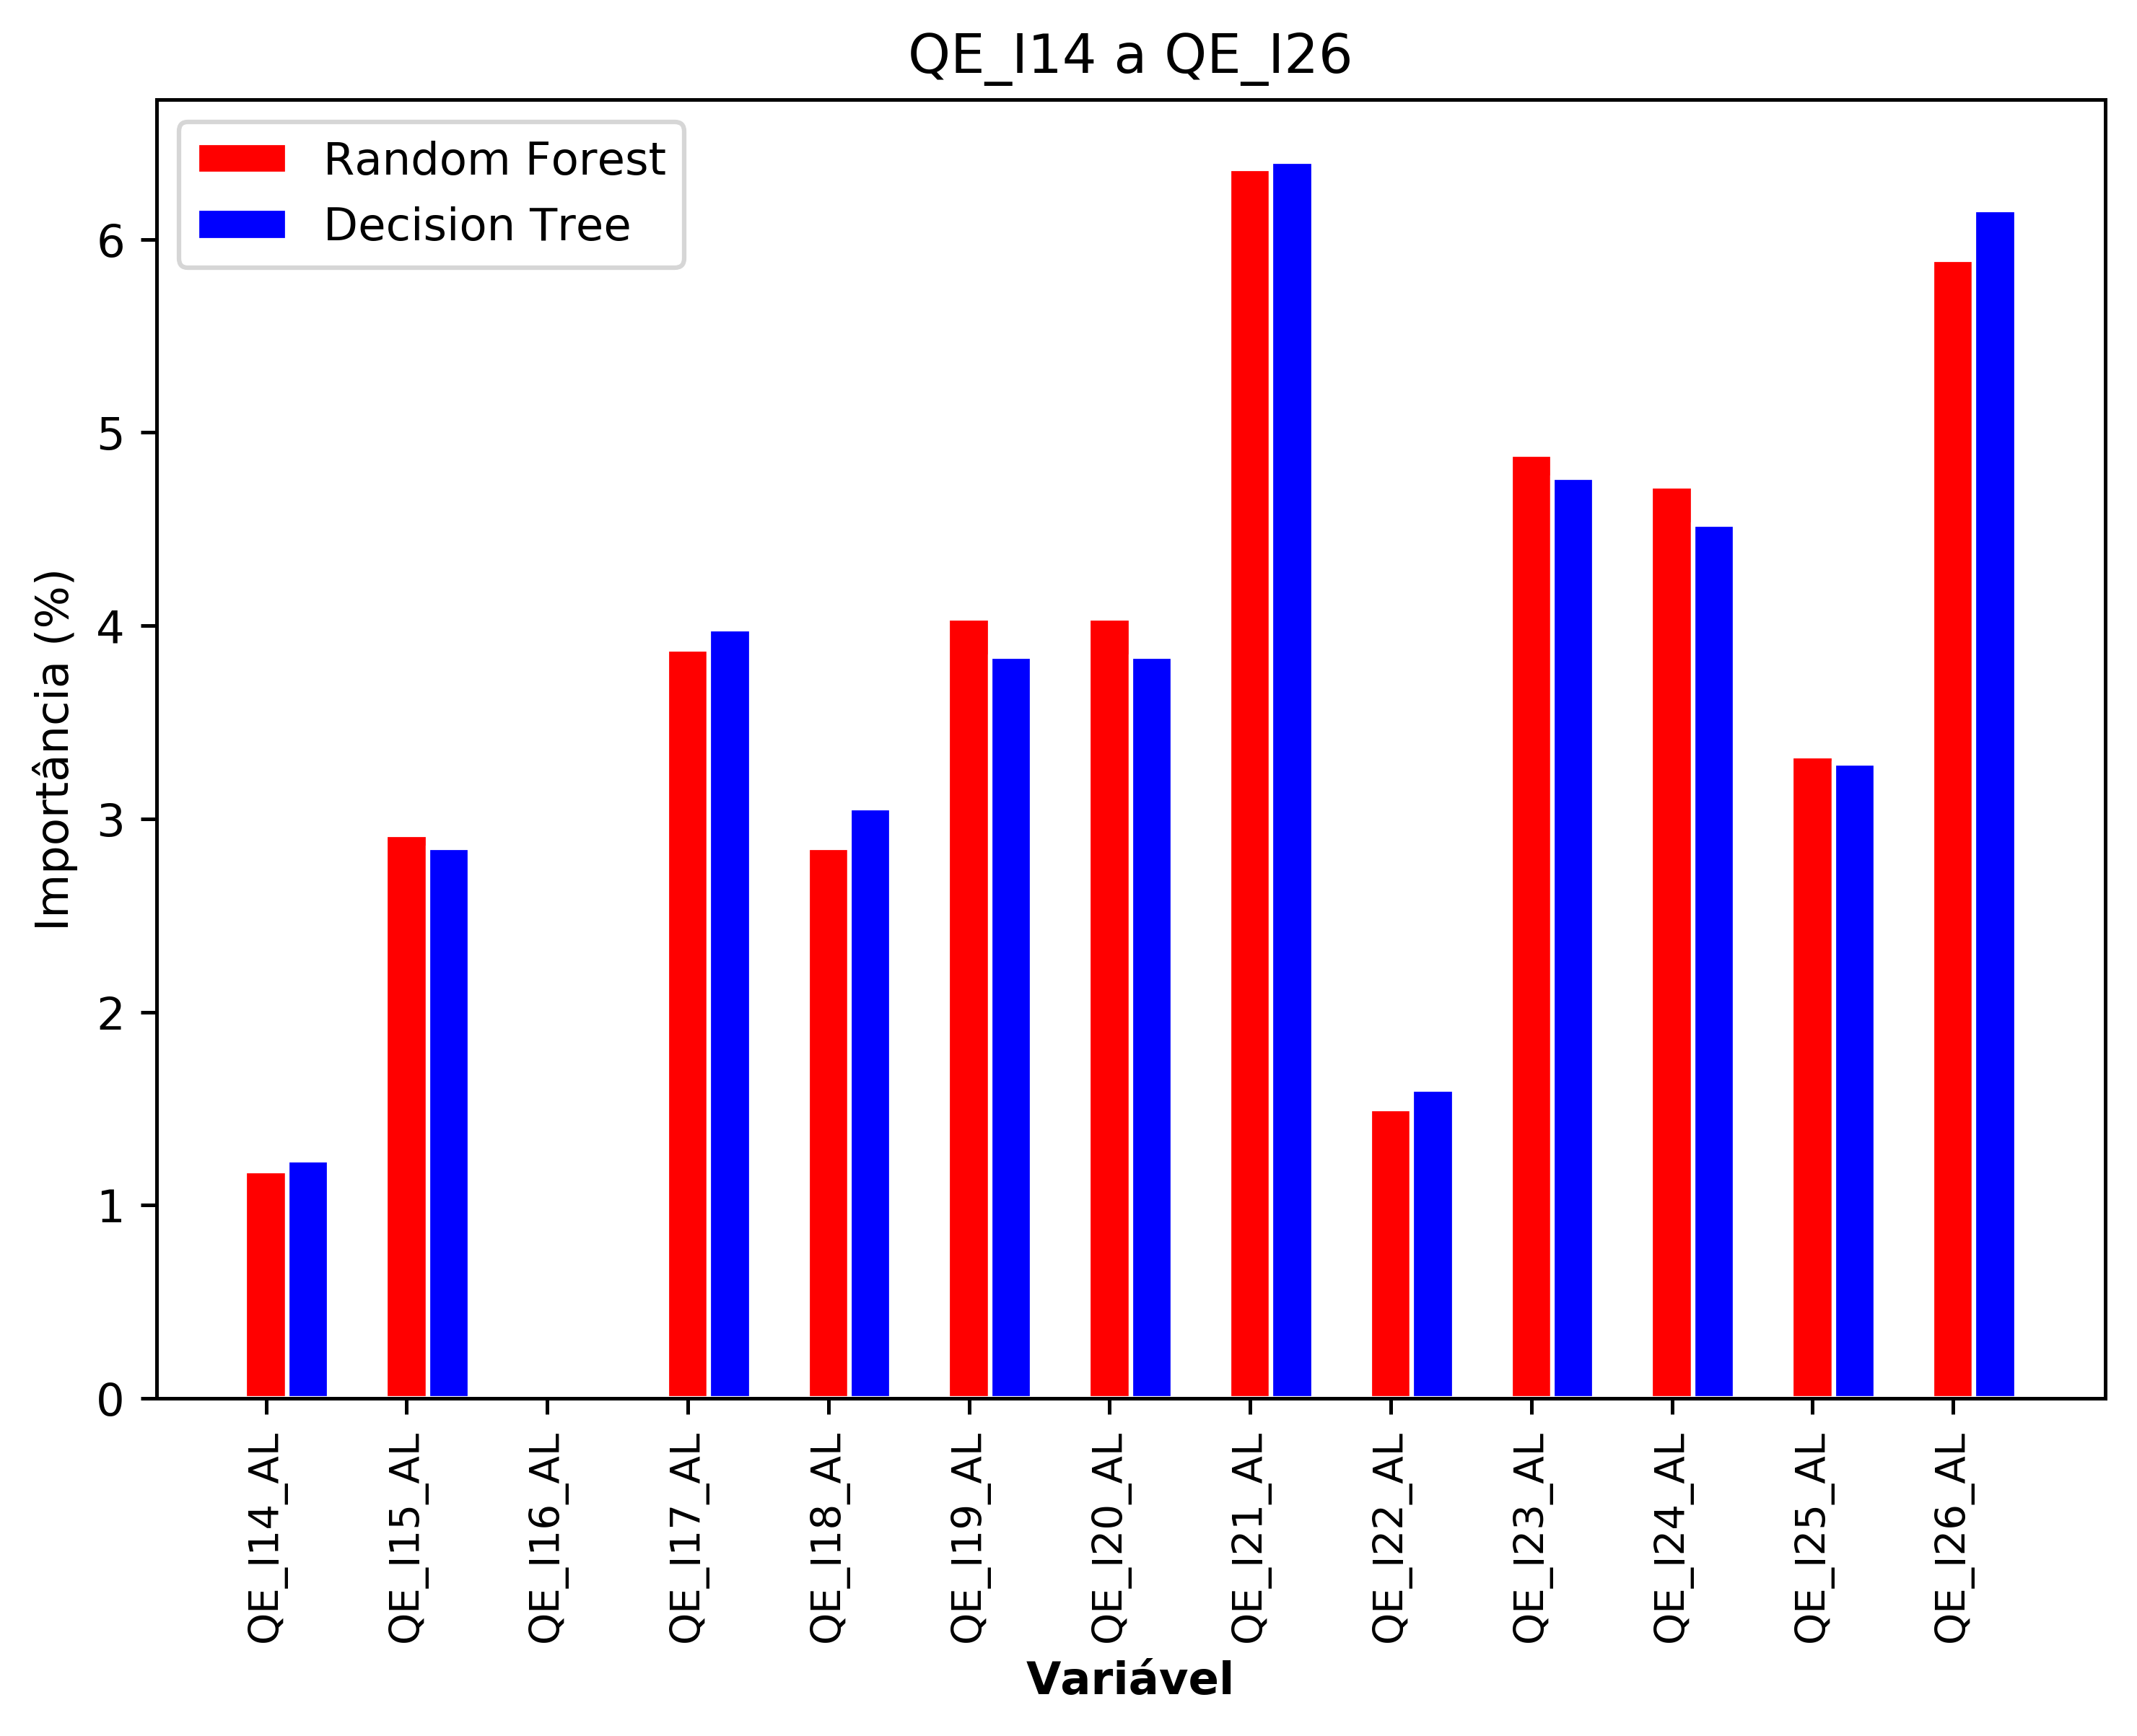 QE_I14 a QE_I26
Random Forest
Decision Tree
Importância (%)
6
5
4
3
2
1
0
QE_I14_AL
QE_I15_AL
QE_I16_AL
QE_I17_AL
QE_I18_AL
QE_I19_AL
QE_I20_AL
QE_I21_AL
QE_I22_AL
QE_I23_AL
QE_I24_AL
QE_I25_AL
QE_I26_AL
Variável